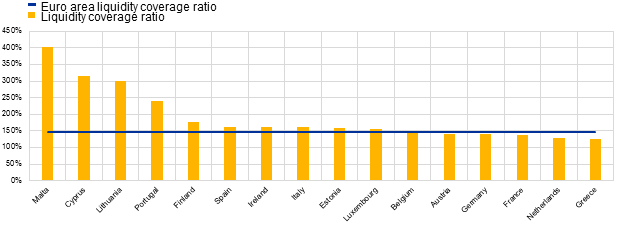 Euro area liquidity coverage ratio
Liquidity coverage ratio
450%
400%
350%
300%
250%
200%
150%
100%
50%
0%
Malta
Cyprus
Lithuania
Portugal
Finland
Spain
Ireland
Italy
Estonia
Luxembourg
Belgium
Austria
Germany
France
Netherlands
Greece